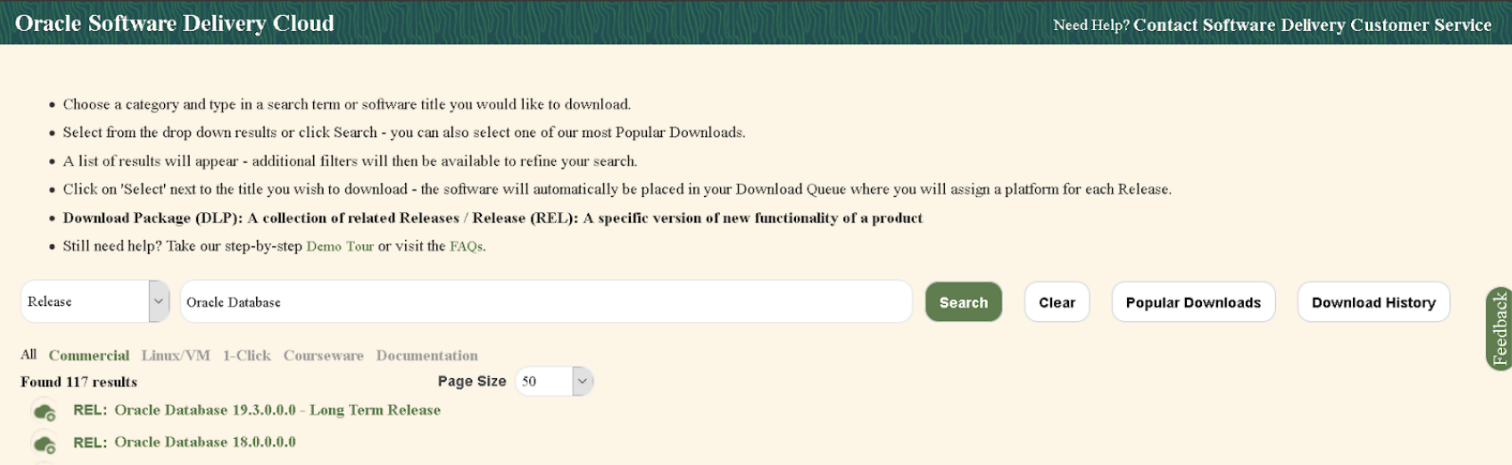 Oracle Software Delivery Cloud Need Help? Contact Software Delivery Customer Service
• Choose a category and type in a search term or software title you would like to download.
• Select from the drop down results or click Search - you can also select one of our most Popular Downloads.
• A list of results will appear - additional filters will then be available to refine your search.
• Click on 'Select' next to the title you wish to download - the software will automatically be placed in your Download Queue where you will assign a platform for each Release.
• Download Package (DLP): A collection of related Releases / Release (REL): A specific version of new functionality of a product
• Still need help? Take our step-by-step Demo Tour or visit the FAQs.
Release Oracle Database Search Clear Popular Downloads Download History
Feedback
All Commercial Linux/VM 1-Click Courseware Documentation
Found 117 results Page Size 50
REL: Oracle Database 19.3.0.0.0 - Long Term Release
REL: Oracle Database 18.0.0.0.0